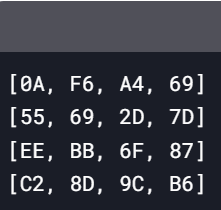 [0A, F6, A4, 69]
[55, 69, 2D, 7D]
[EE, BB, 6F, 87]
[C2, 8D, 9C, B6]